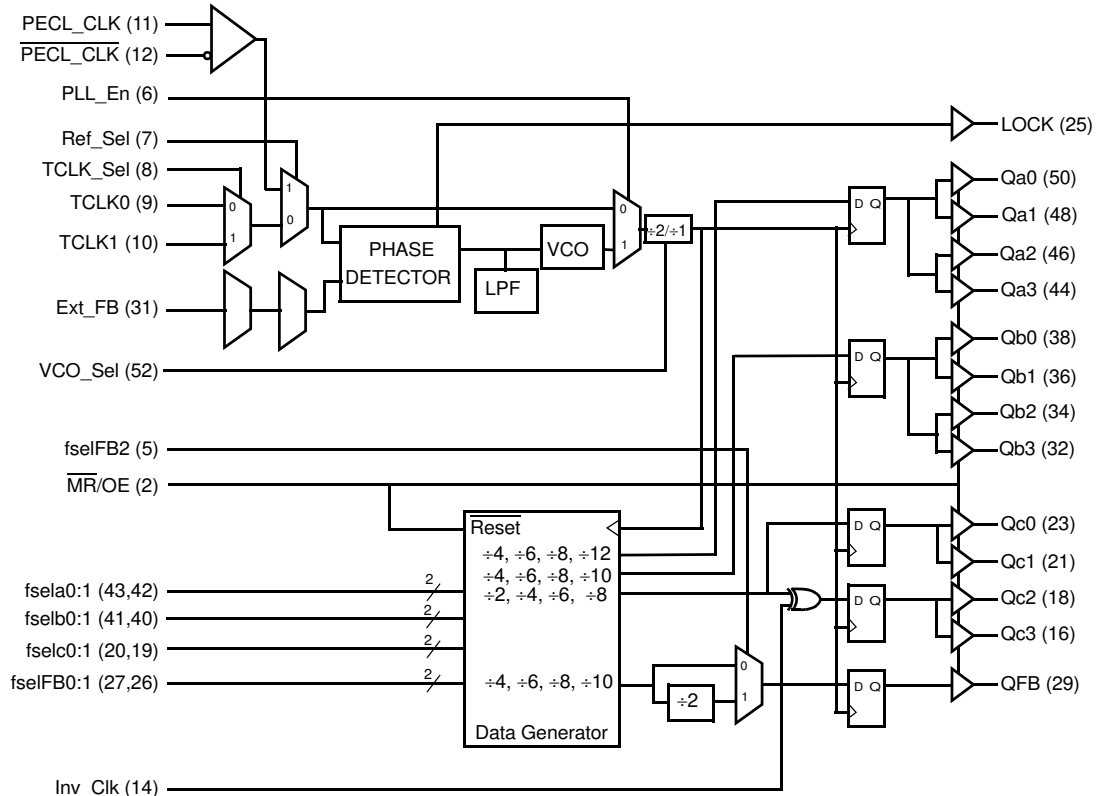 PECL_CLK (11)
PECL_CLK (12)
PLL_En (6)
Ref_Sel (7)
TCLK_Sel (8)
TCLK0 (9)
TCLK1 (10)
Ext_FB (31)
VCO_Sel (52)
fselFB2 (5)
MR/OE (2)
fsela0:1 (43,42)
fselb0:1 (41,40)
fselc0:1 (20,19)
fselFB0:1 (27,26)
Inv_Clk (14)
0
1
1
0
PHASE
DETECTOR
LPF
VCO
0
1
÷2/÷1
2
2
2
2
Reset
÷4, ÷6, ÷8, ÷12
÷4, ÷6, ÷8, ÷10
÷2, ÷4, ÷6, ÷8
÷4, ÷6, ÷8, ÷10
Data Generator
÷2
0
1
D Q
D Q
D Q
D Q
D Q
LOCK (25)
Qa0 (50)
Qa1 (48)
Qa2 (46)
Qa3 (44)
Qb0 (38)
Qb1 (36)
Qb2 (34)
Qb3 (32)
Qc0 (23)
Qc1 (21)
Qc2 (18)
Qc3 (16)
QFB (29)